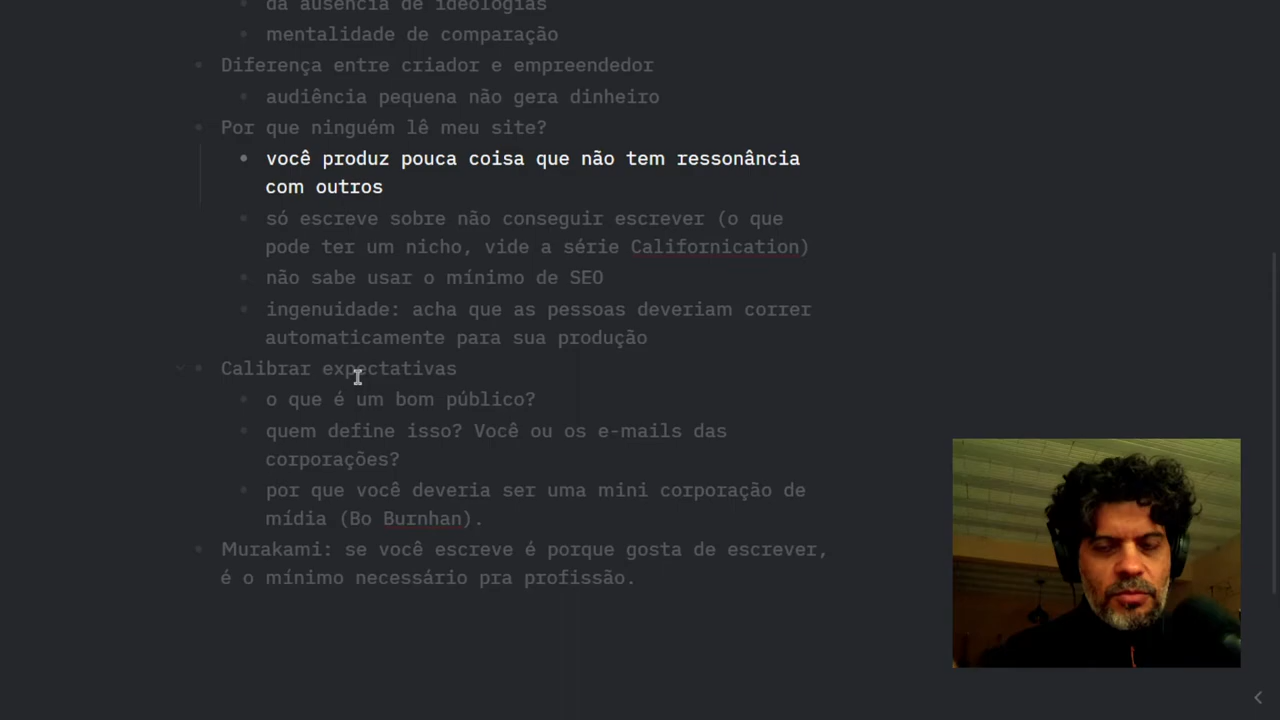 da ausência de ideologias
mentalidade de comparação
Diferença entre criador e empreendedor
audiência pequena não gera dinheiro
Por que ninguém lê meu site?
você produz pouca coisa que não tem ressonância
com outros
só escreve sobre não conseguir escrever (o que
pode ter um nicho, vide a série Californication)
não sabe usar o mínimo de SEO
ingenuidade: acha que as pessoas deveriam correr
automaticamente para sua produção
Calibrar expectativas
o que é um bom público?
quem define isso? Você ou os e-mails das
corporações?
por que você deveria ser uma mini corporação de
mídia (Bo Burnhan).
Murakami: se você escreve é porque gosta de escrever,
é o mínimo necessário pra profissão.